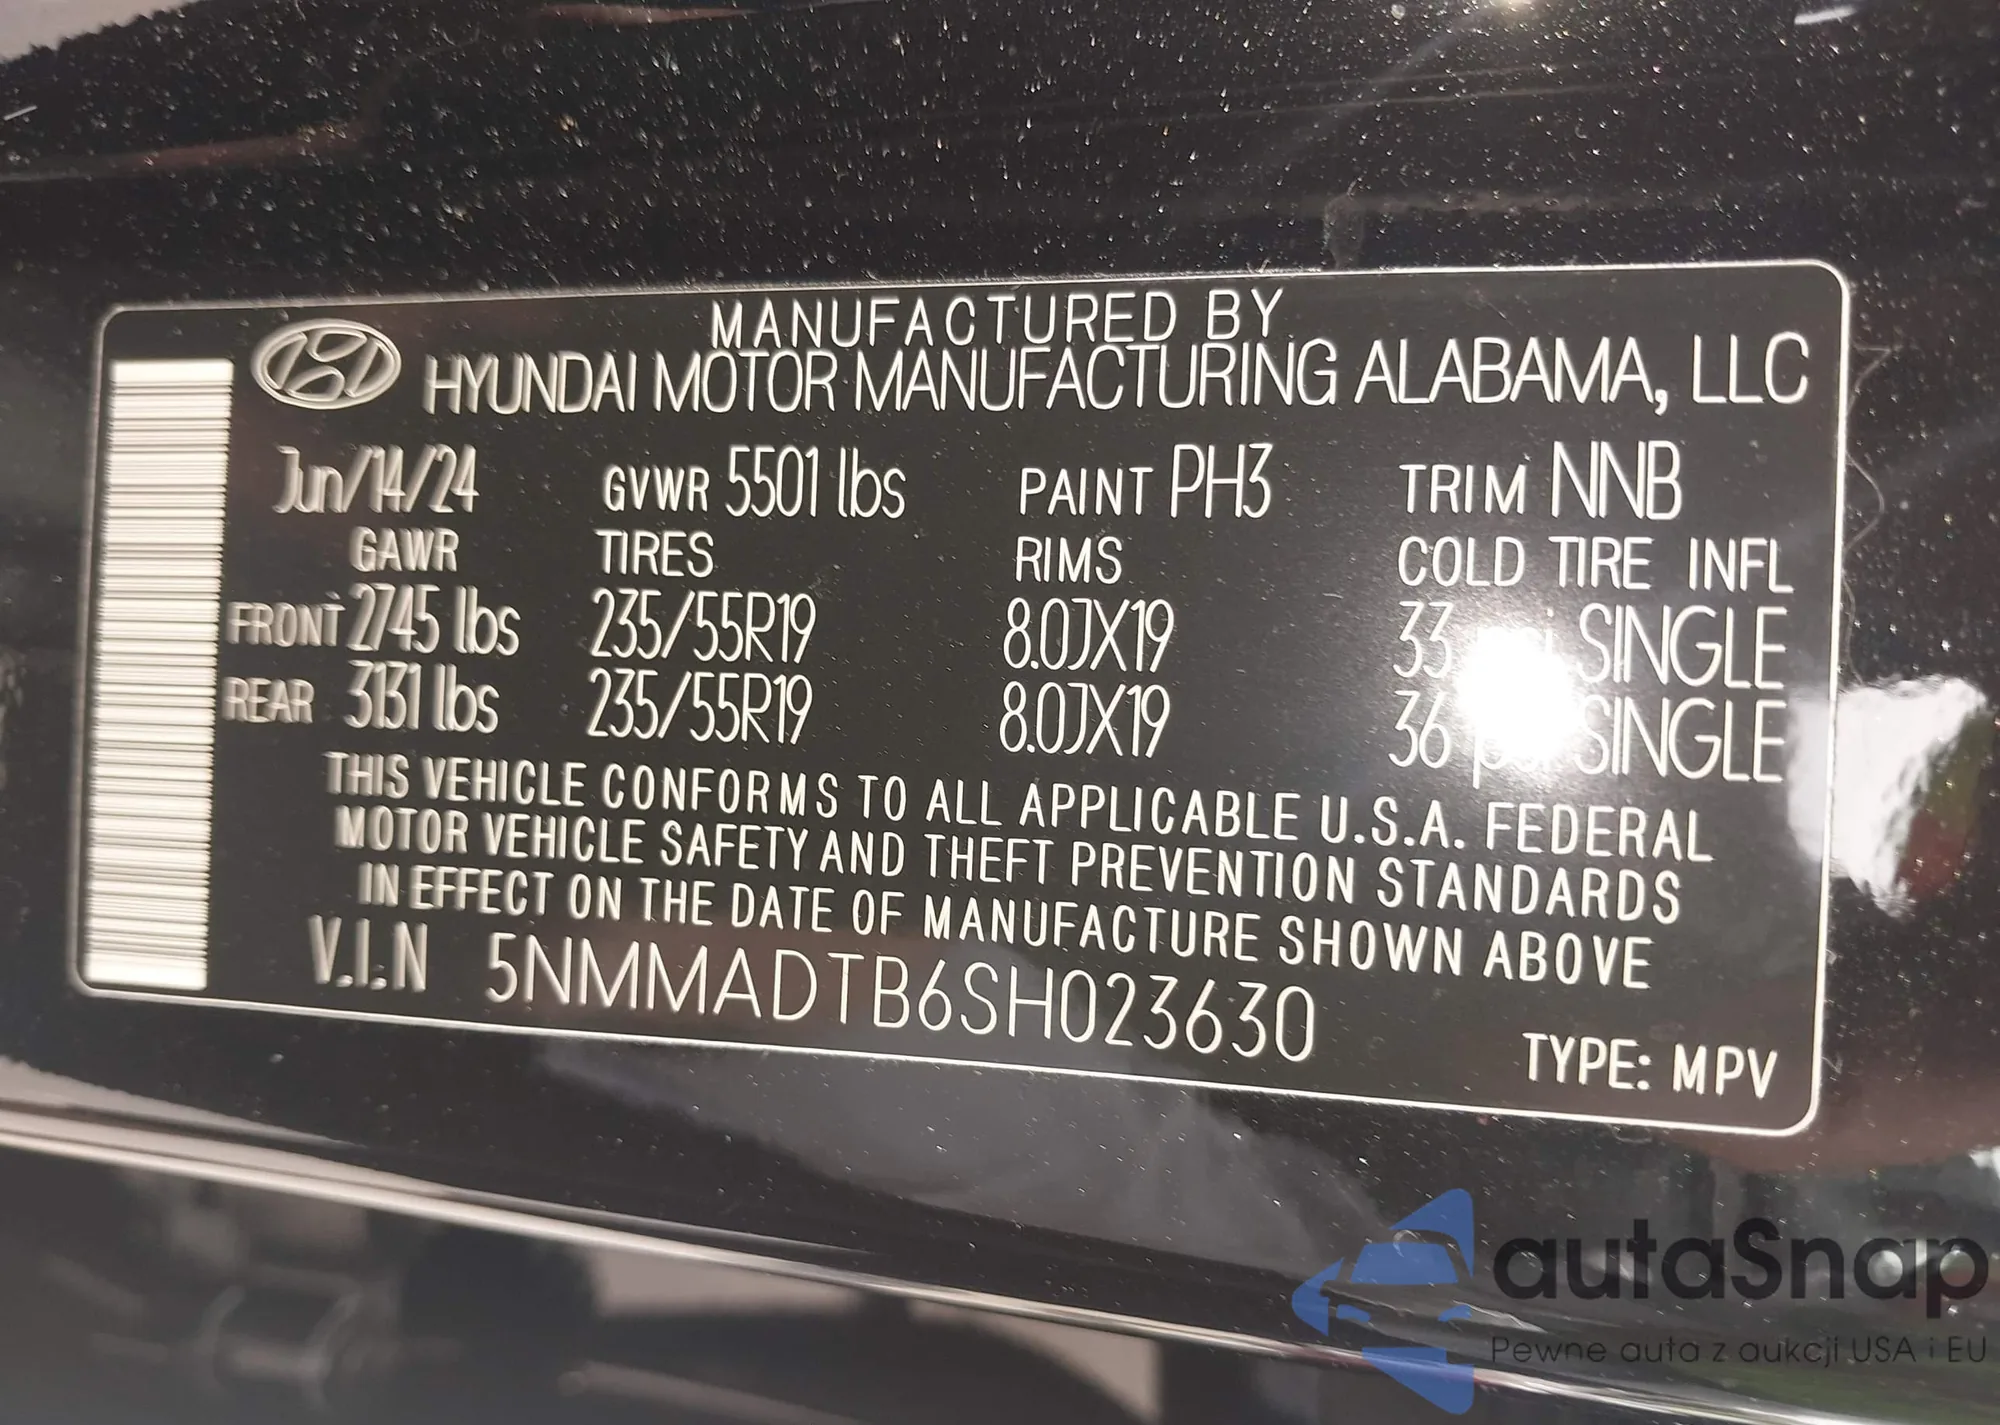 MANUFACTURED BY
HYUNDAI MOTOR MANUFACTURING ALABAMA, LLC
Jun/14/24 GVWR 5501 lbs PAINT PH3 TRIM NNB
GAWR TIRES RIMS COLD TIRE INFL
FRONT 2745 lbs 235/55R19 8.0JX19 33 psi SINGLE
REAR 3131 lbs 235/55R19 8.0JX19 36 psi SINGLE
THIS VEHICLE CONFORMS TO ALL APPLICABLE U.S.A. FEDERAL
MOTOR VEHICLE SAFETY AND THEFT PREVENTION STANDARDS
IN EFFECT ON THE DATE OF MANUFACTURE SHOWN ABOVE
V.I.N 5NMMADTB6SH023630
TYPE: MPV
autaSnap
Pewne auta z aukcji USA i EU